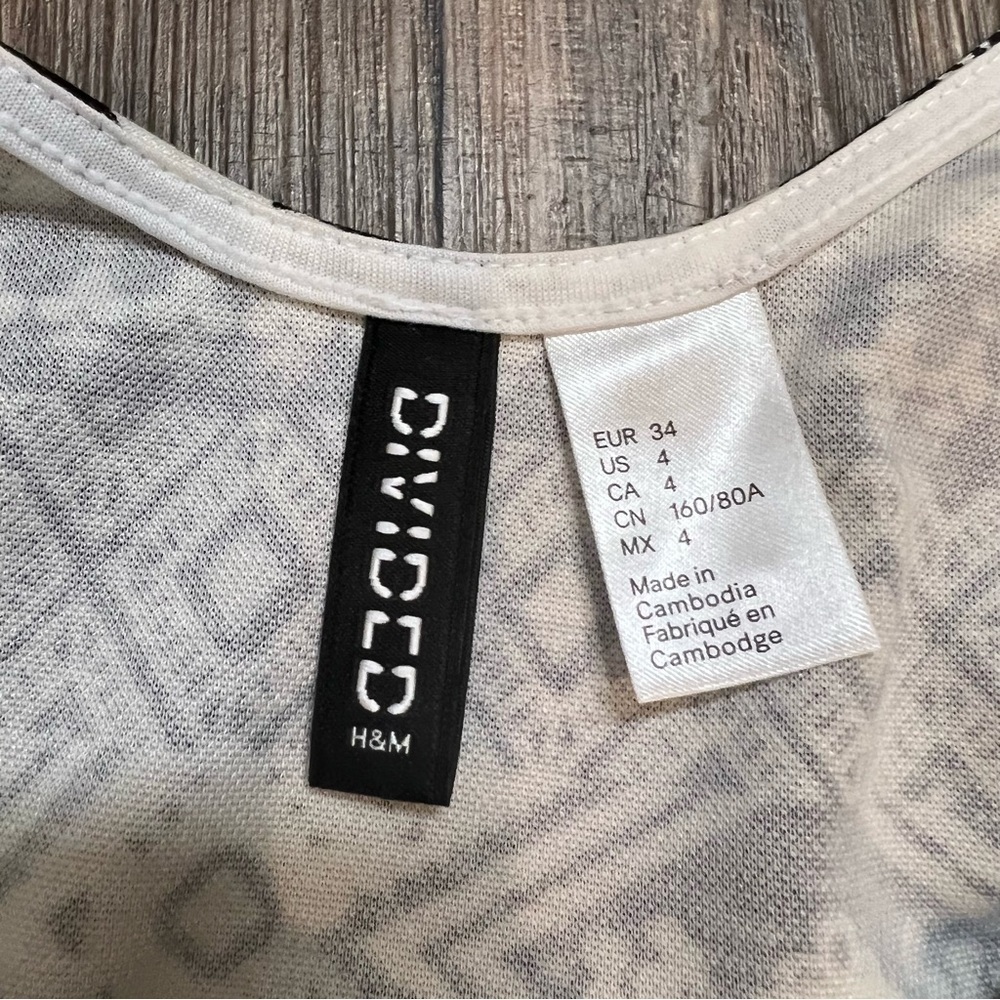 DIVIDED
H&M
EUR 34
US 4
CA 4
CN 160/80A
MX 4
Made in
Cambodia
Fabriqué en
Cambodge